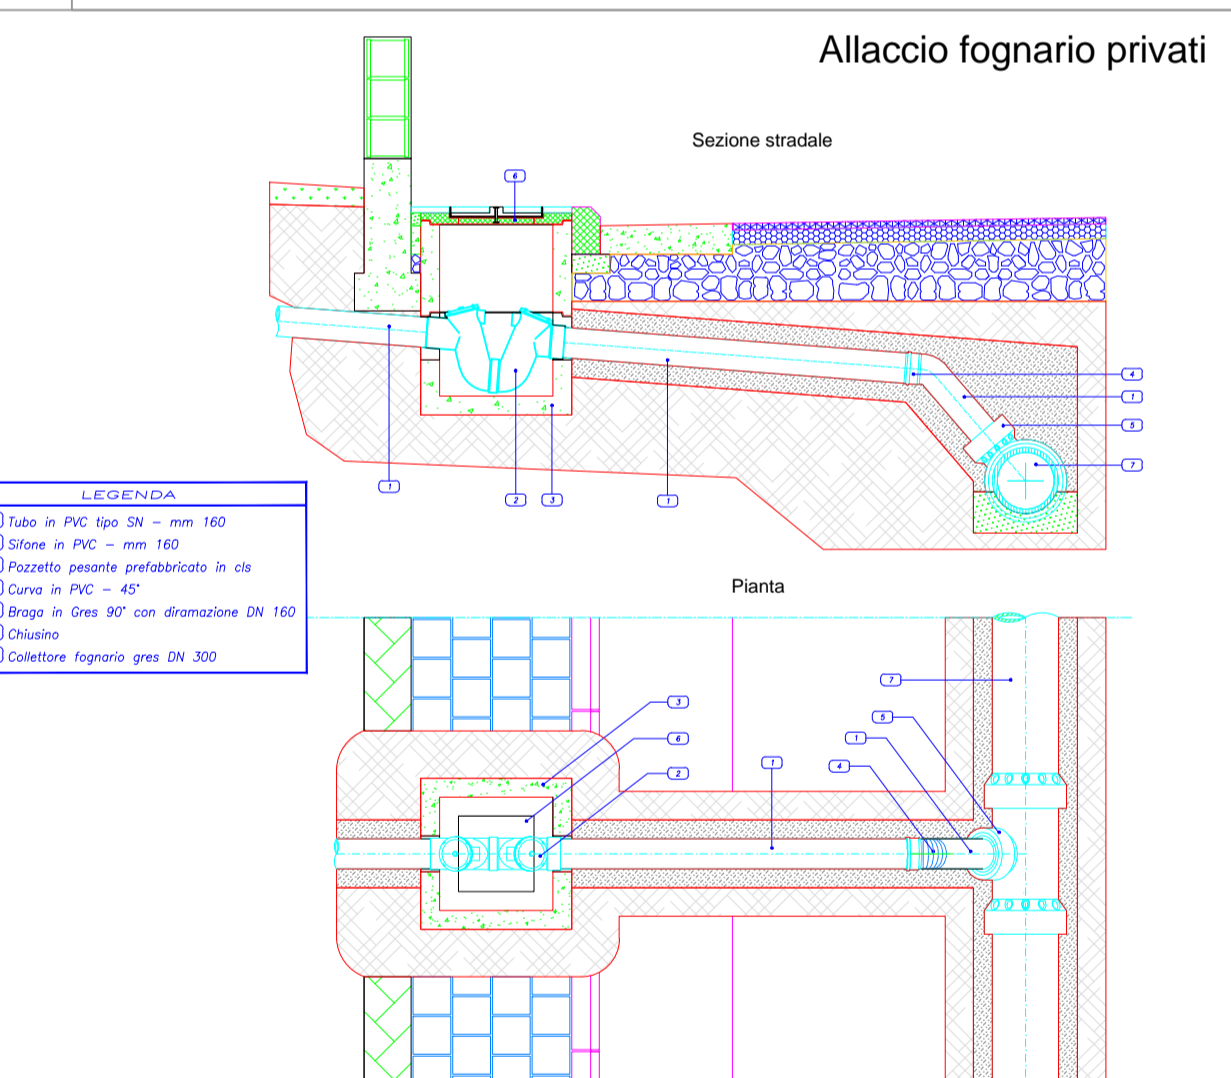 Allaccio fognario privati
Sezione stradale
6
4
1
5
7
1
2
3
1
LEGENDA
Tubo in PVC tipo SN - mm 160
Sifone in PVC - mm 160
Pozzetto pesante prefabbricato in cls
Curva in PVC - 45°
Braga in Gres 90° con diramazione DN 160
Chiusino
Collettore fognario gres DN 300
Pianta
7
3
5
6
1
1
4
2